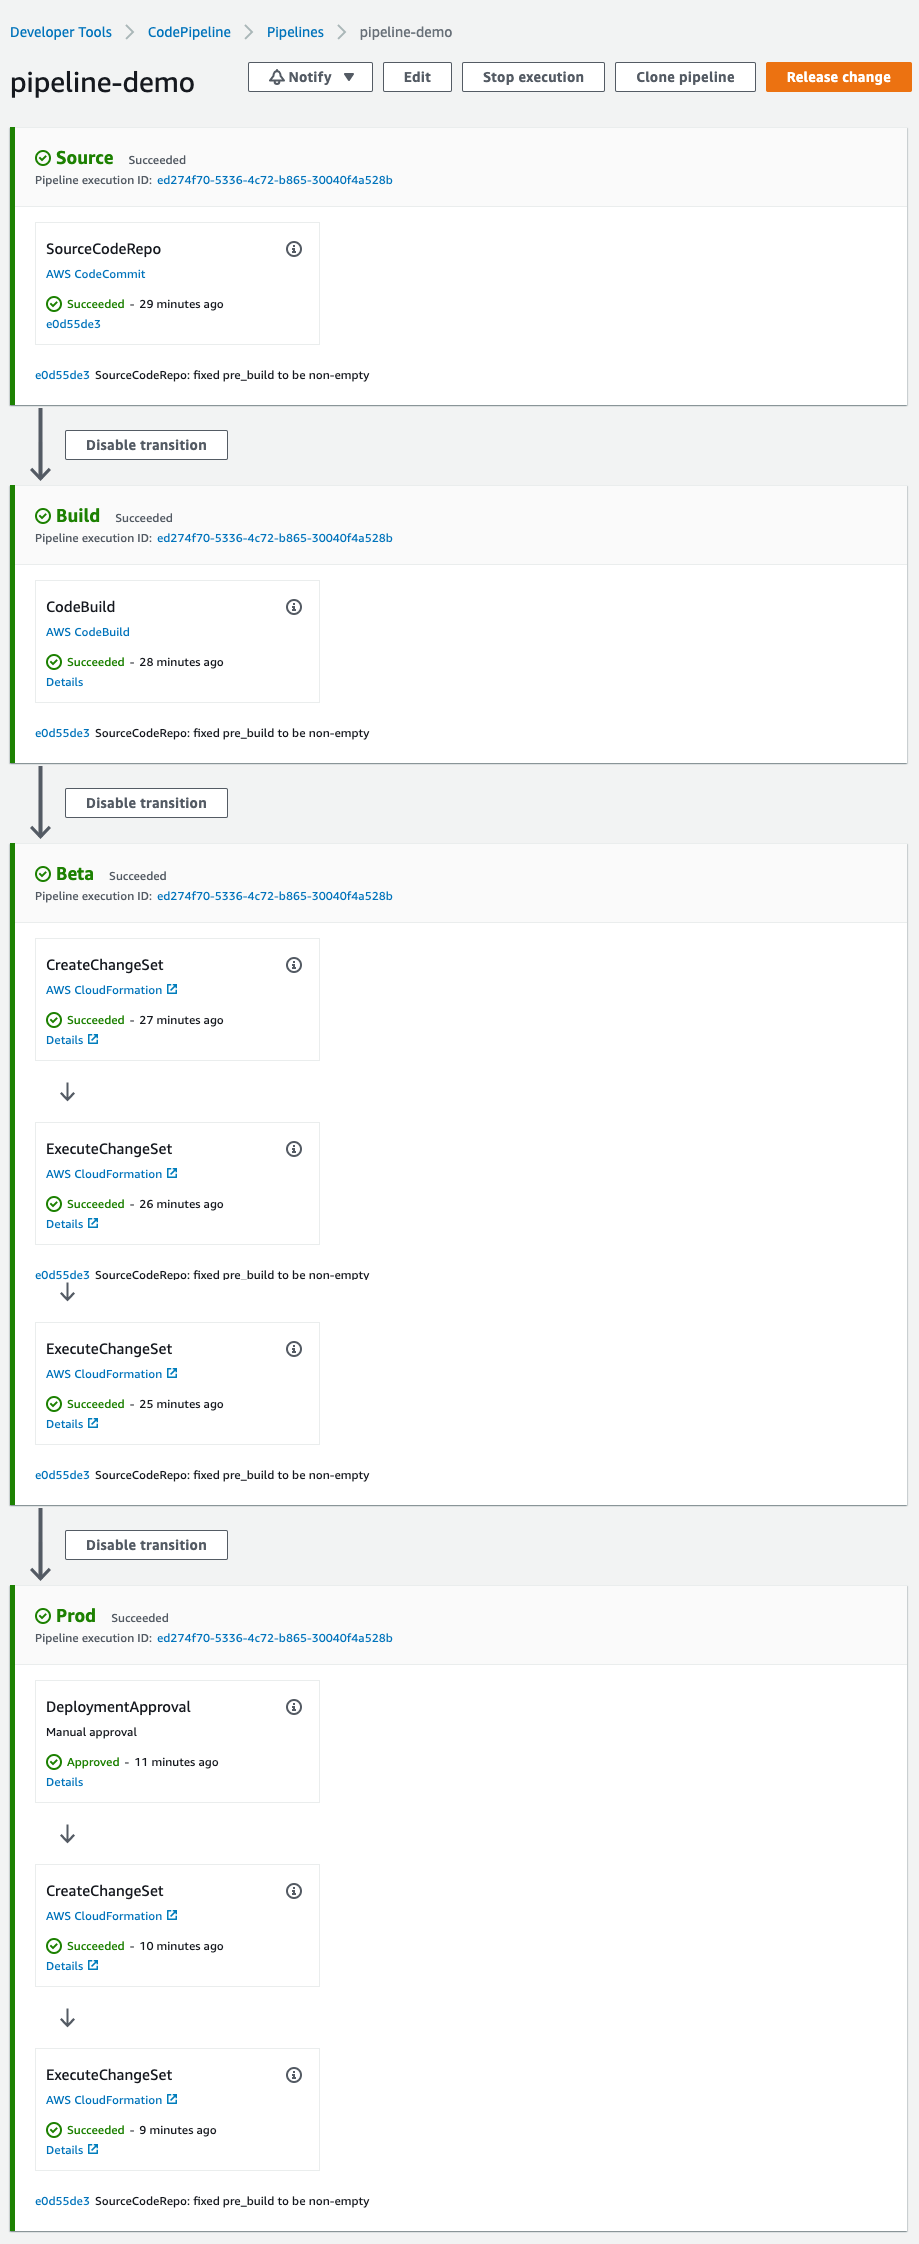 Developer Tools > CodePipeline > Pipelines > pipeline-demo
pipeline-demo
Notify ▼
Edit
Stop execution
Clone pipeline
Release change
Source Succeeded
Pipeline execution ID: ed274f70-5336-4c72-b865-30040f4a528b
SourceCodeRepo
AWS CodeCommit
Succeeded - 29 minutes ago
e0d55de3
e0d55de3 SourceCodeRepo: fixed pre_build to be non-empty
Disable transition
Build Succeeded
Pipeline execution ID: ed274f70-5336-4c72-b865-30040f4a528b
CodeBuild
AWS CodeBuild
Succeeded - 28 minutes ago
Details
e0d55de3 SourceCodeRepo: fixed pre_build to be non-empty
Disable transition
Beta Succeeded
Pipeline execution ID: ed274f70-5336-4c72-b865-30040f4a528b
CreateChangeSet
AWS CloudFormation
Succeeded - 27 minutes ago
Details
ExecuteChangeSet
AWS CloudFormation
Succeeded - 26 minutes ago
Details
e0d55de3 SourceCodeRepo: fixed pre_build to be non-empty
ExecuteChangeSet
AWS CloudFormation
Succeeded - 25 minutes ago
Details
e0d55de3 SourceCodeRepo: fixed pre_build to be non-empty
Disable transition
Prod Succeeded
Pipeline execution ID: ed274f70-5336-4c72-b865-30040f4a528b
DeploymentApproval
Manual approval
Approved - 11 minutes ago
Details
CreateChangeSet
AWS CloudFormation
Succeeded - 10 minutes ago
Details
ExecuteChangeSet
AWS CloudFormation
Succeeded - 9 minutes ago
Details
e0d55de3 SourceCodeRepo: fixed pre_build to be non-empty